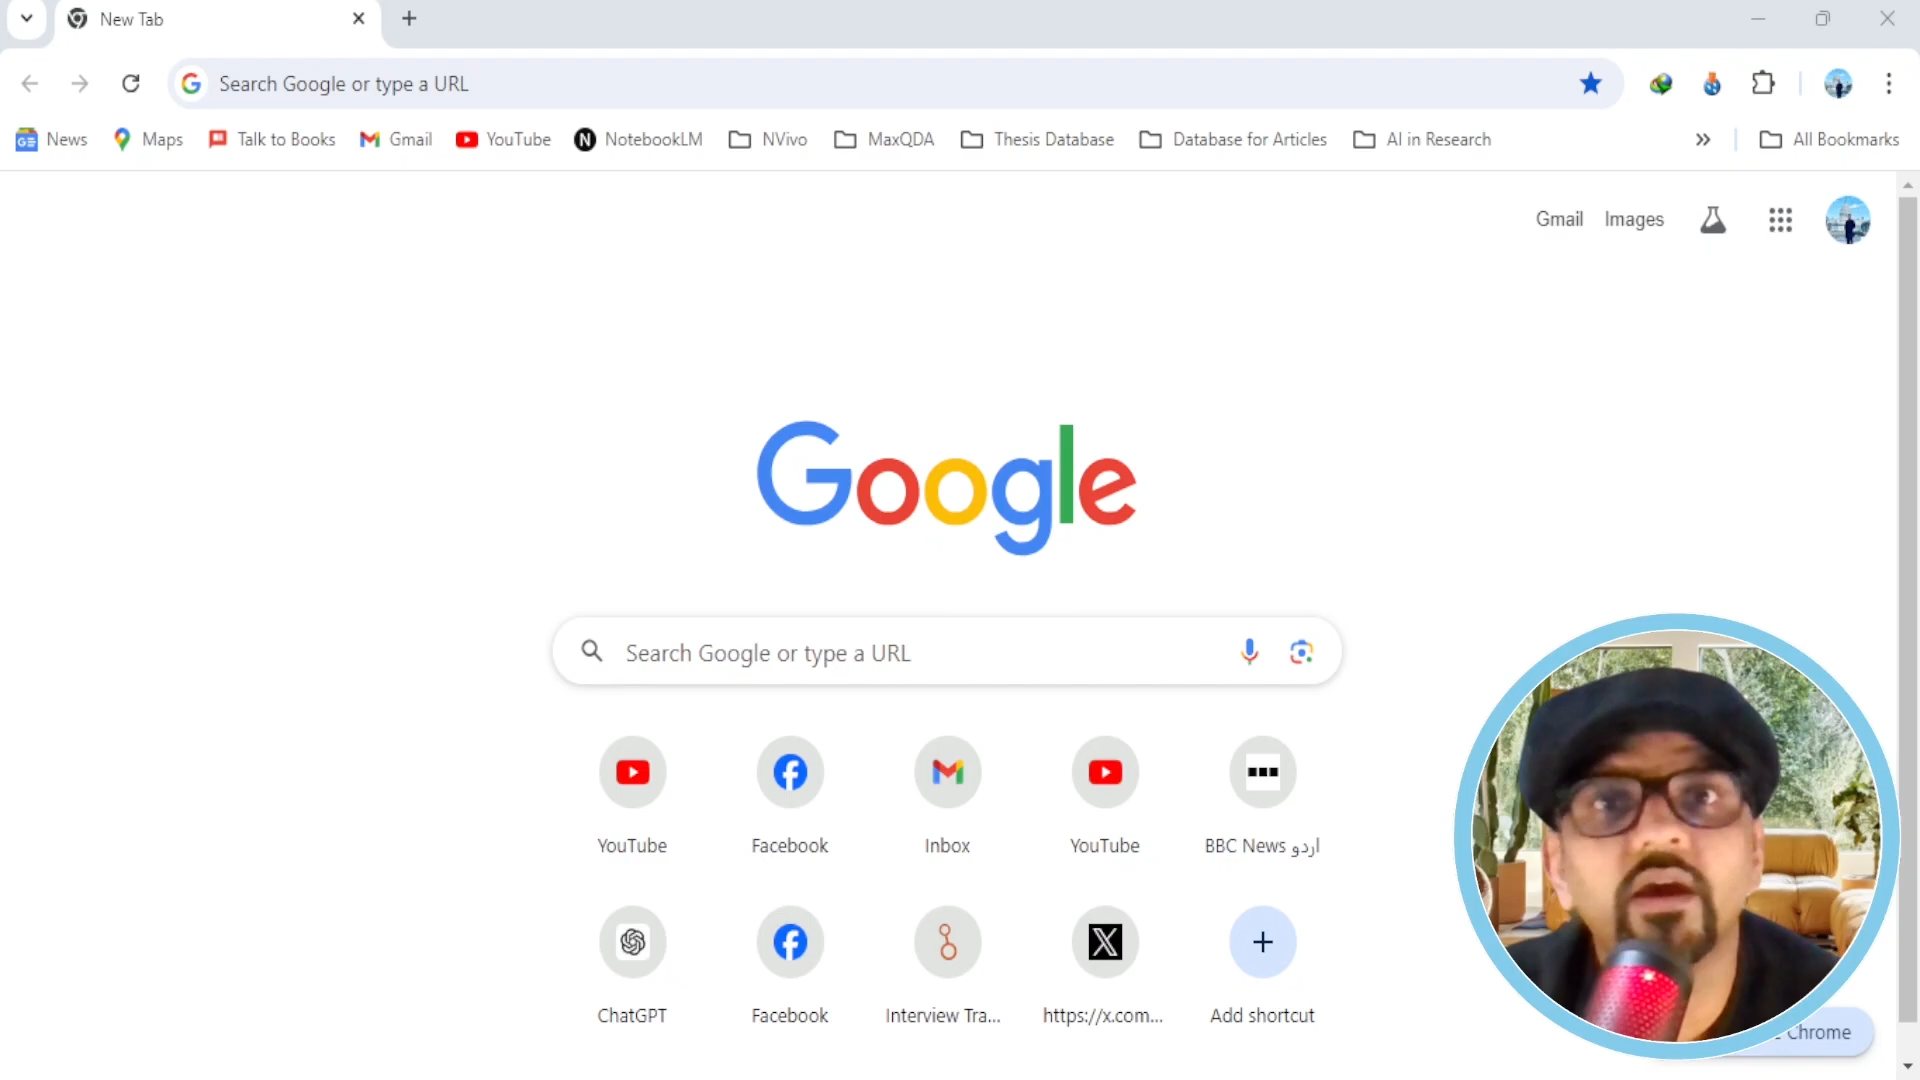 New Tab
Search Google or type a URL
News Maps Talk to Books Gmail YouTube NotebookLM NVivo MaxQDA Thesis Database Database for Articles AI in Research All Bookmarks
Gmail Images
Google
Search Google or type a URL
YouTube Facebook Inbox YouTube BBC News اردو
ChatGPT Facebook Interview Tra... https://x.com... Add shortcut
Chrome